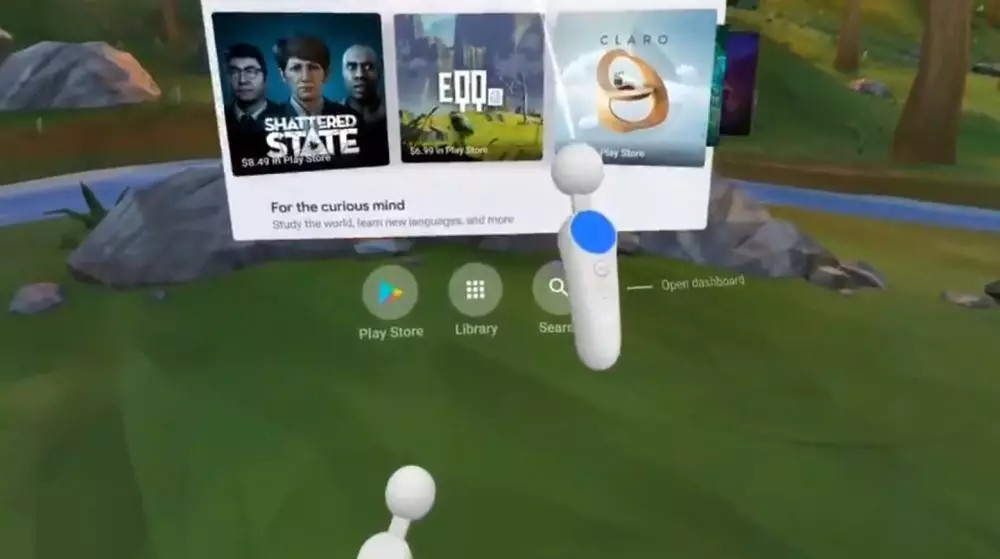 CLARO
EQQO
SHATTERED
STATE
$8.49 in Play Store
$6.99 in Play Store
Play Store
For the curious mind
Study the world, learn new languages, and more
Open dashboard
Play Store
Library
Searc